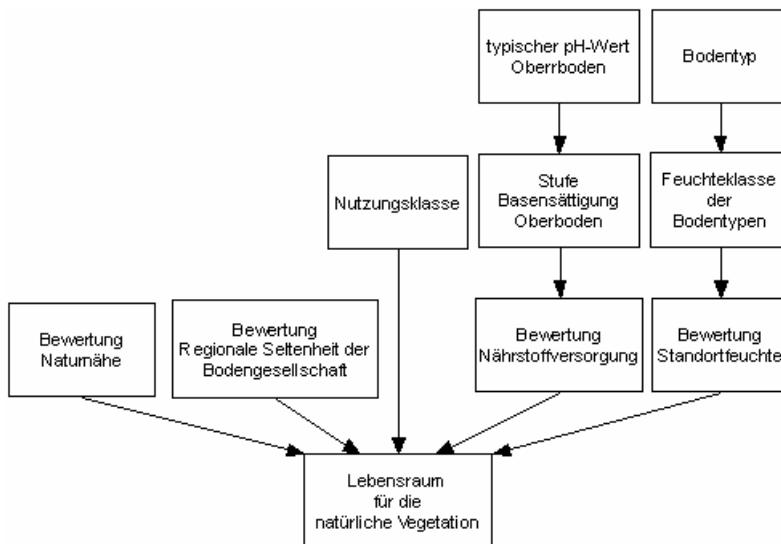 typischer pH-Wert
Oberrboden
Bodentyp
Nutzungsklasse
Stufe
Basensättigung
Oberboden
Feuchteklasse
der
Bodentypen
Bewertung
Naturnähe
Bewertung
Regionale Seltenheit der
Bodengesellschaft
Bewertung
Nährstoffversorgung
Bewertung
Standortfeuchte
Lebensraum
für die
natürliche Vegetation